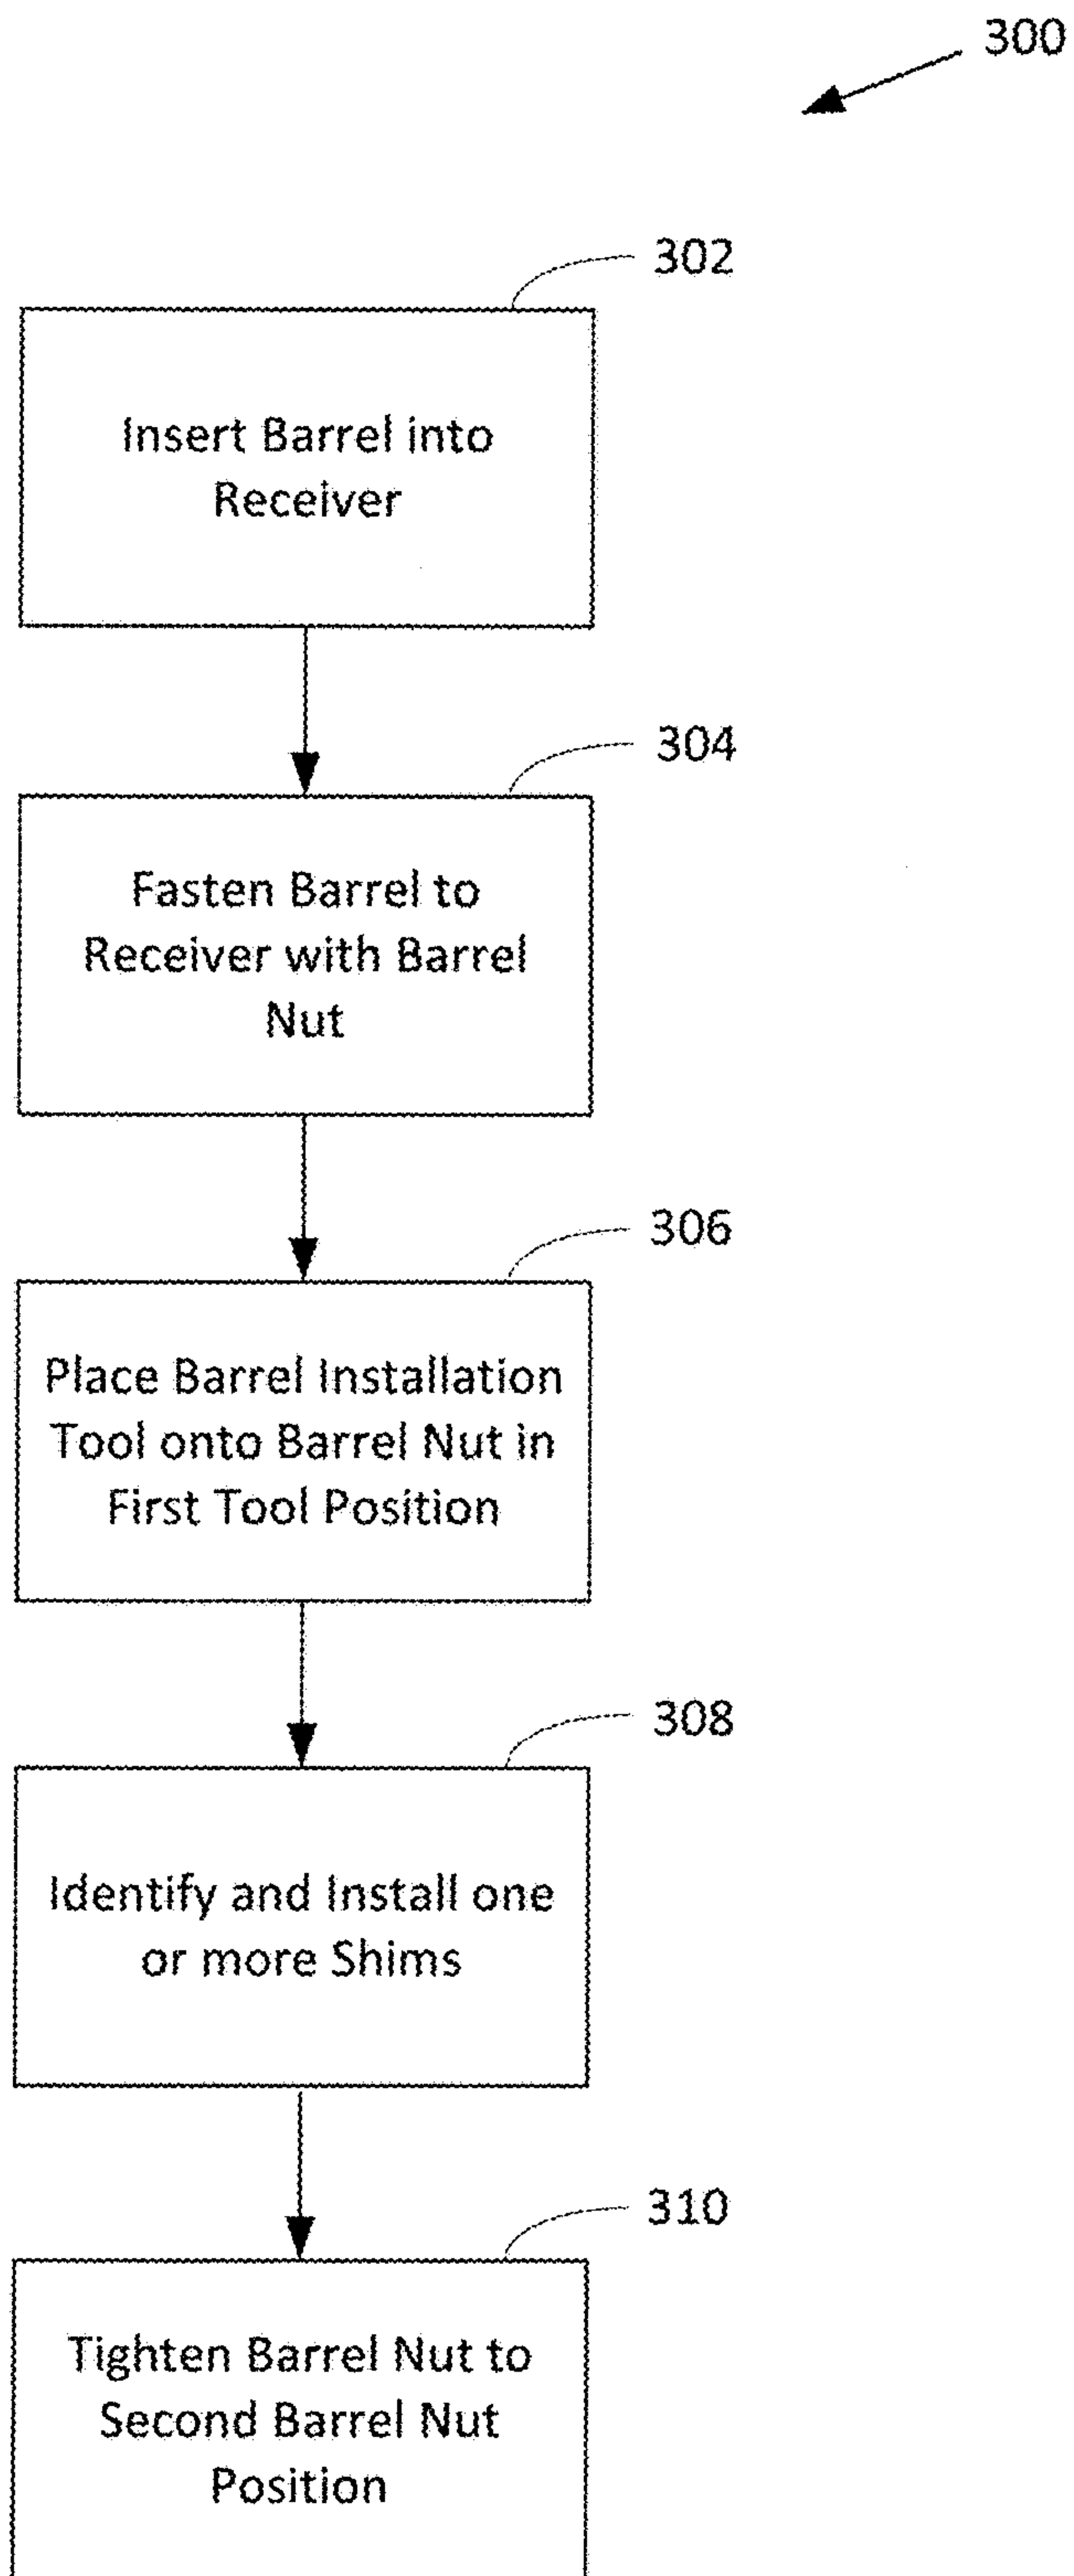 300
302
Insert Barrel into
Receiver
304
Fasten Barrel to
Receiver with Barrel
Nut
306
Place Barrel Installation
Tool onto Barrel Nut in
First Tool Position
308
Identify and Install one
or more Shims
310
Tighten Barrel Nut to
Second Barrel Nut
Position